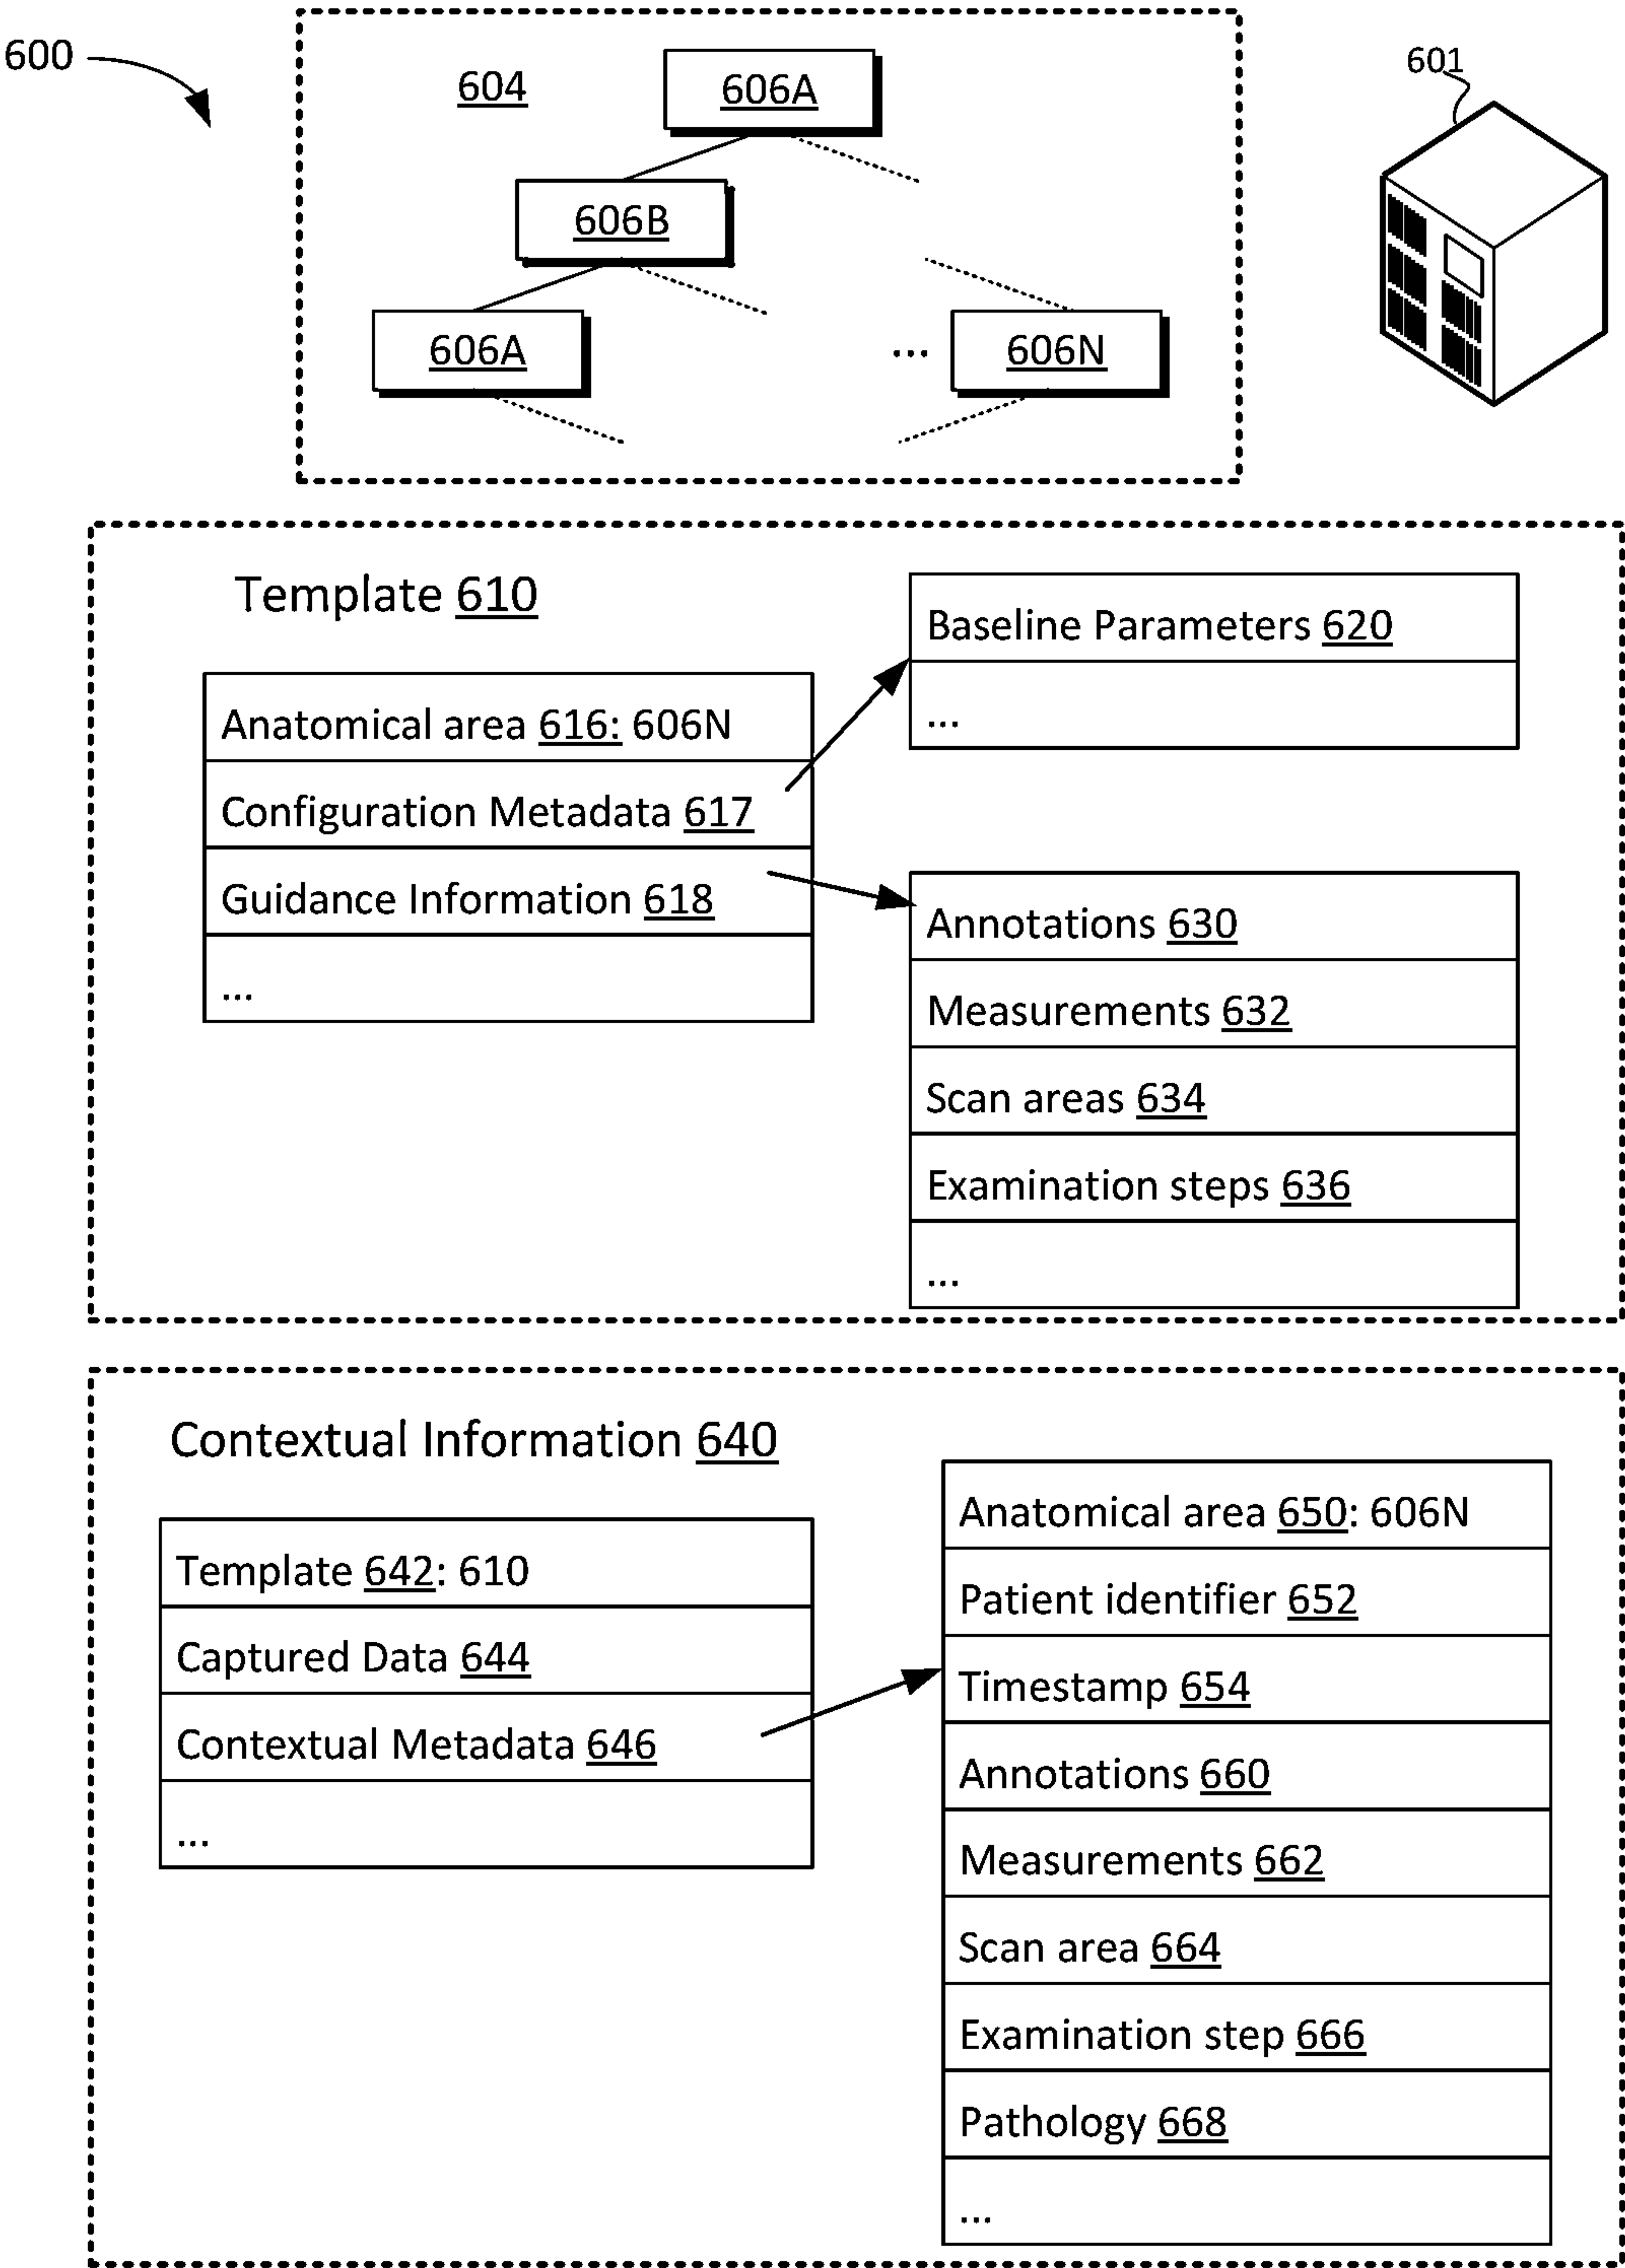 600
604
606A
601
606B
606A
...
606N
Template 610
Anatomical area 616: 606N
Configuration Metadata 617
Guidance Information 618
...
Baseline Parameters 620
...
Annotations 630
Measurements 632
Scan areas 634
Examination steps 636
...
Contextual Information 640
Template 642: 610
Captured Data 644
Contextual Metadata 646
...
Anatomical area 650: 606N
Patient identifier 652
Timestamp 654
Annotations 660
Measurements 662
Scan area 664
Examination step 666
Pathology 668
...